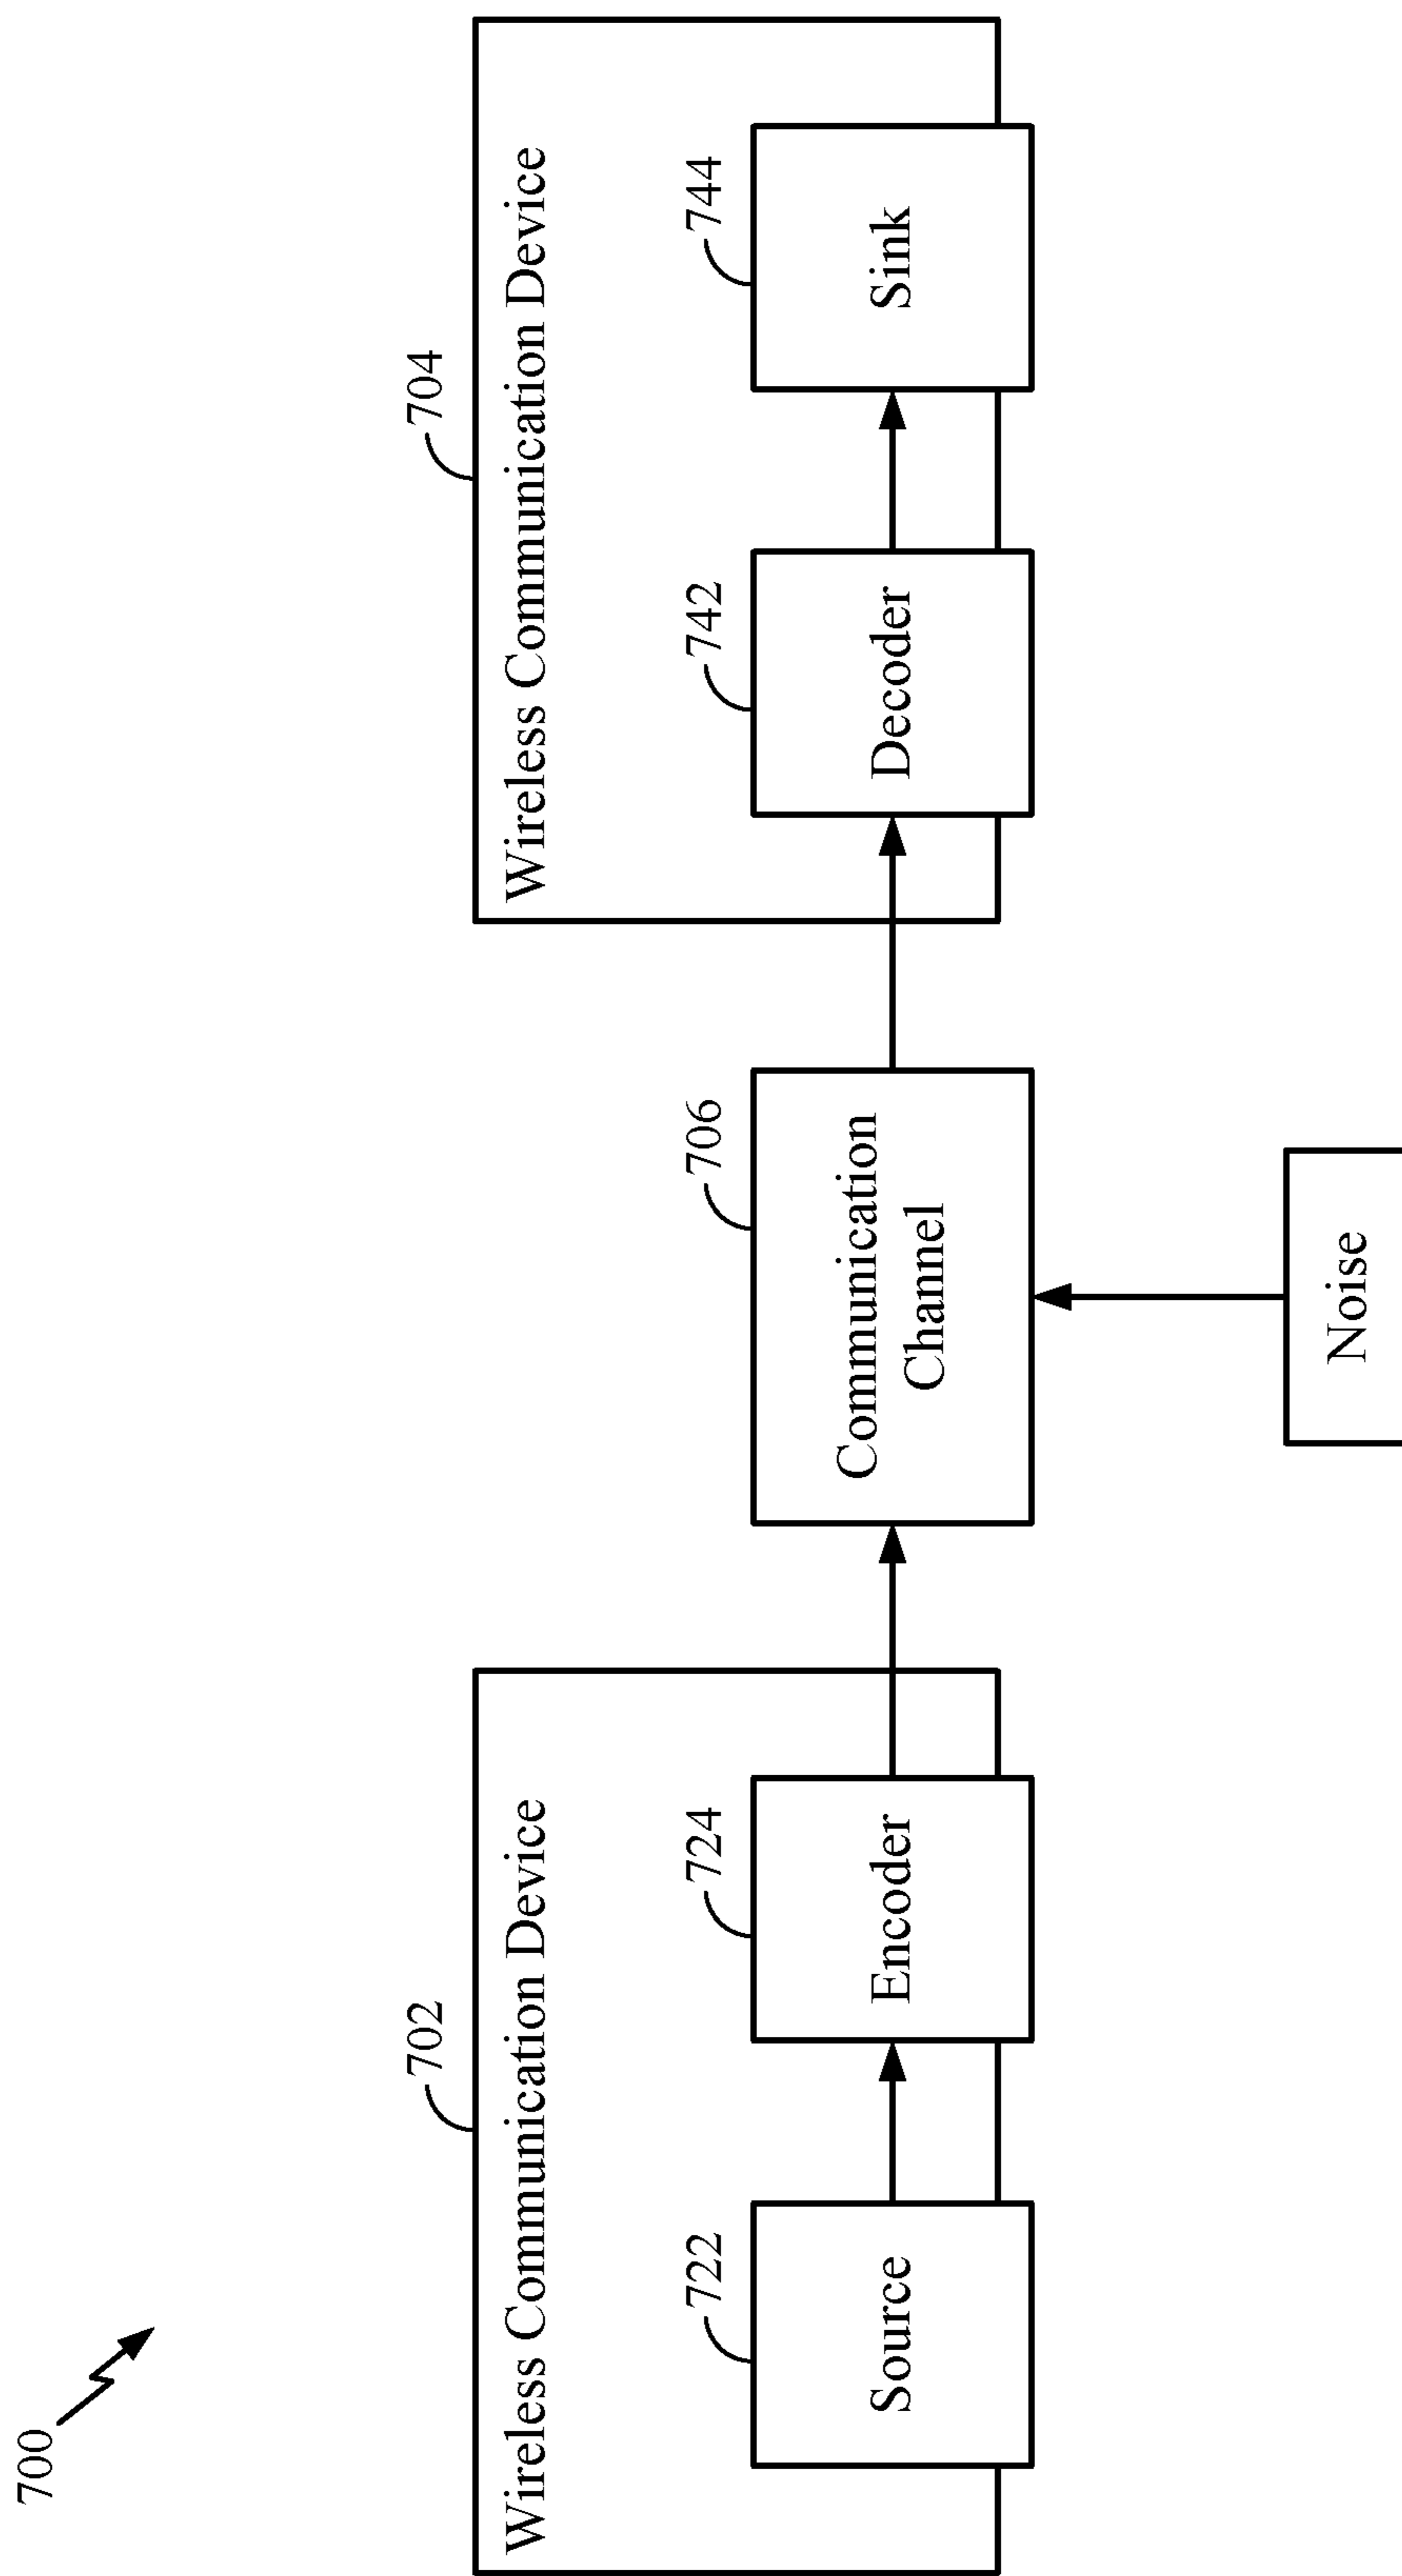 700
702
Wireless Communication Device
722
Source
724
Encoder
706
Communication
Channel
Noise
704
Wireless Communication Device
742
Decoder
744
Sink